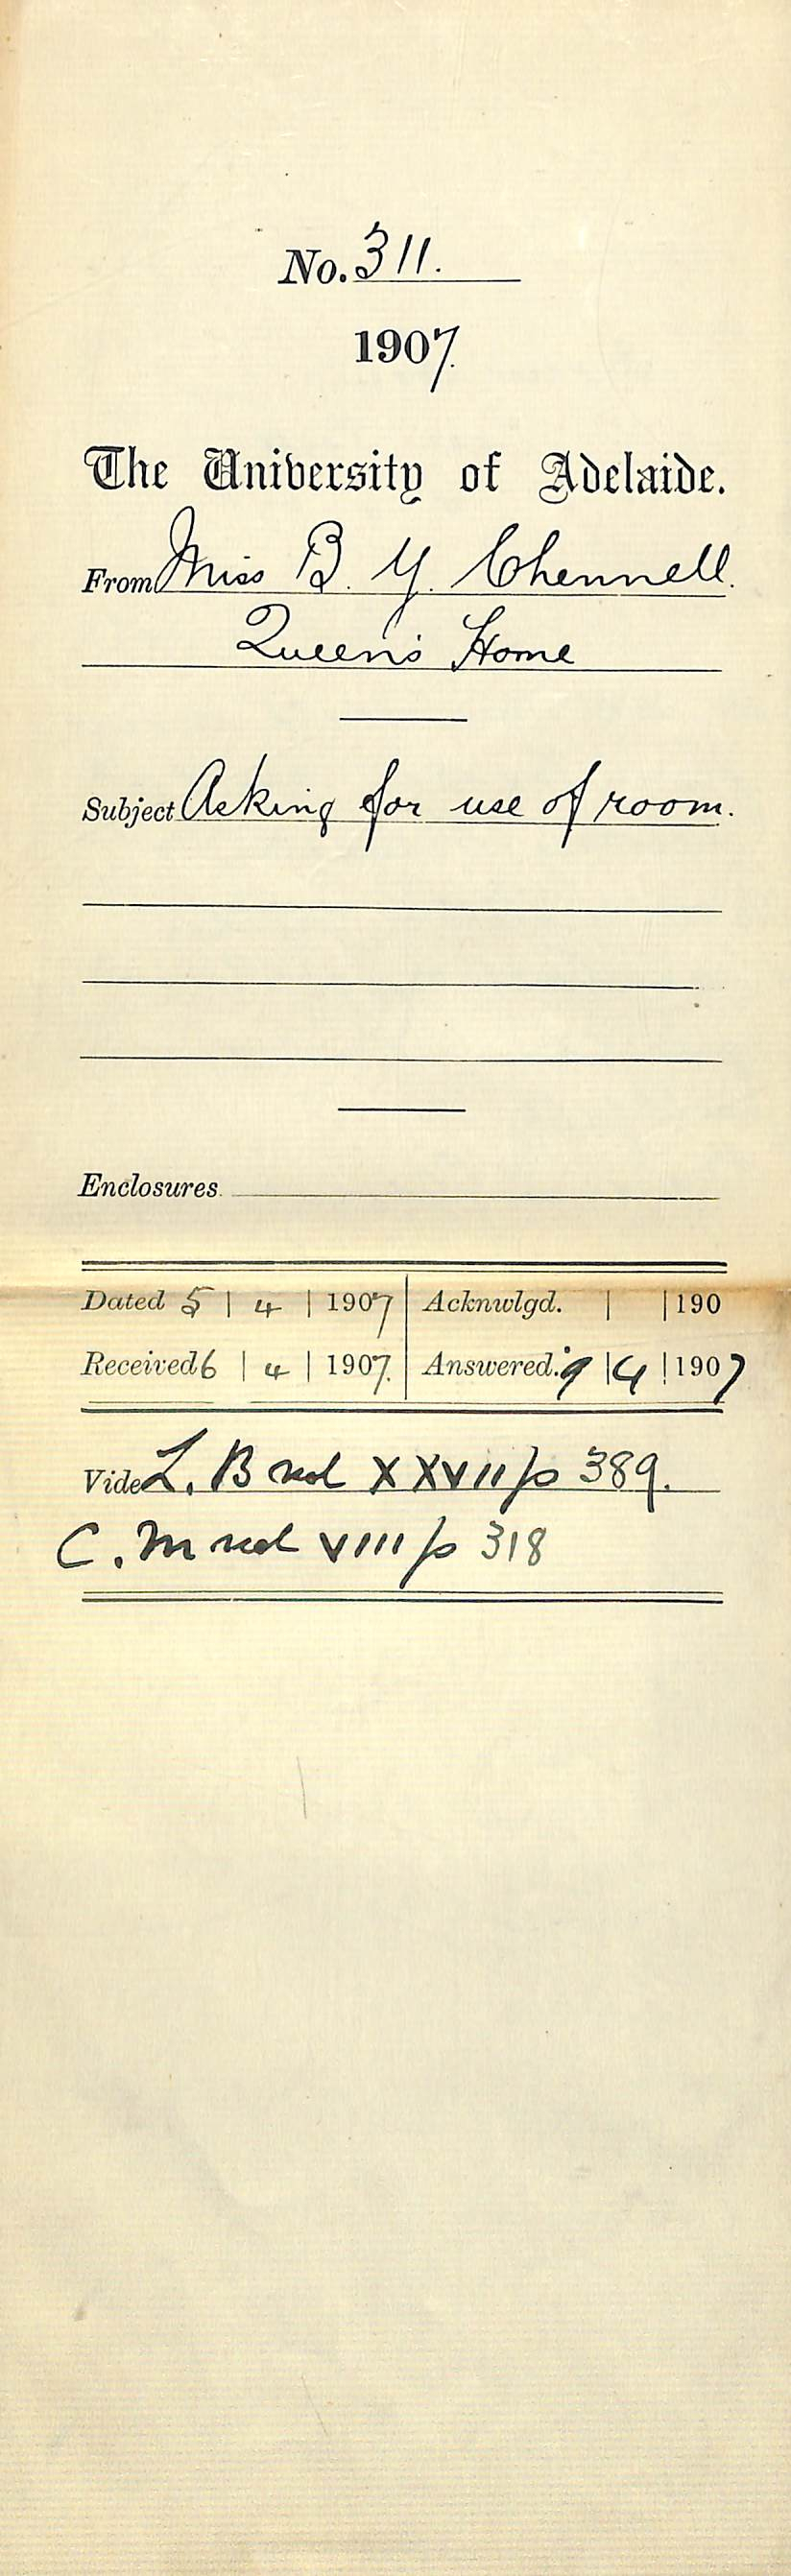 No. 311.
1907.
The University of Adelaide.
From Miss B. Y. Chennell.
Queen's Home
Subject Asking for use of room.
Enclosures
Dated 5 | 4 | 1907 | Acknwlgd. | | 190
Received 6 | 4 | 1907. | Answered. 9 | 4 | 1907
Vide L. B vol XXVII p 389.
C. M vol VIII p 318